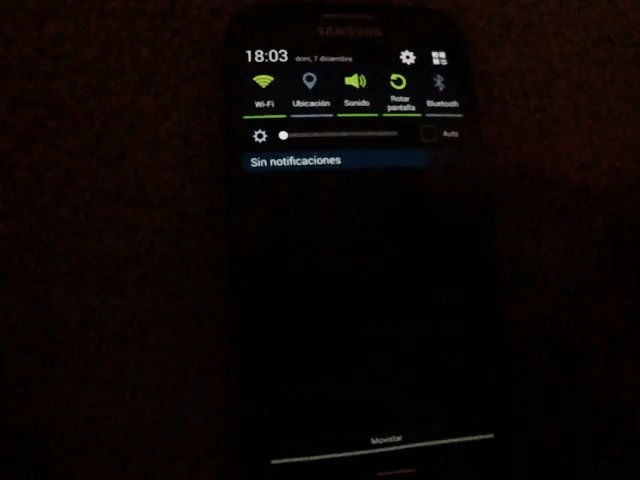 SAMSUNG
18:03 dom, 7 diciembre
Wi-Fi Ubicación Sonido Rotar pantalla Bluetooth
Auto
Sin notificaciones
Movistar